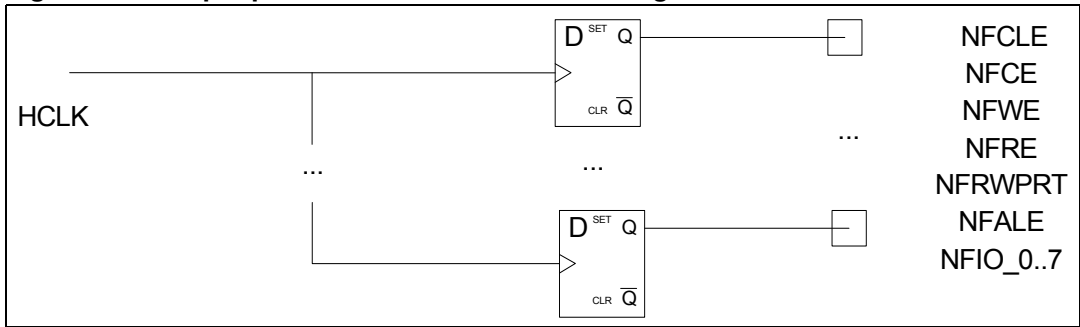 D SET Q
CLR Q
HCLK
...
...
...
D SET Q
CLR Q
NFCLE
NFCE
NFWE
NFRE
NFRWPRT
NFALE
NFIO_0..7